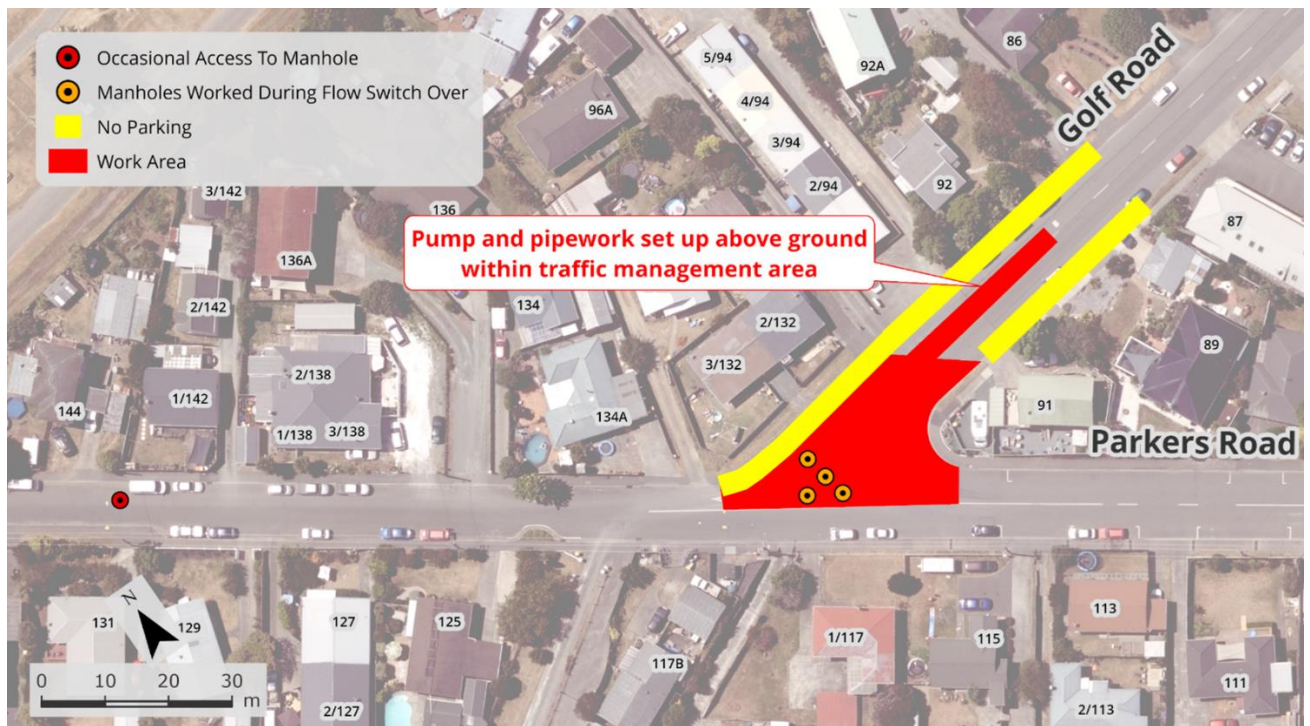 Occasional Access To Manhole
Manholes Worked During Flow Switch Over
No Parking
Work Area
5/94
92A
86
Golf Road
4/94
96A
3/94
2/94
92
3/142
136
Pump and pipework set up above ground
within traffic management area
87
136A
2/142
134
2/132
89
3/132
2/138
1/142
91
144
134A
1/138
3/138
Parkers Road
N
131
129
127
125
113
1/117
115
117B
111
2/127
2/113
0 10 20 30
m